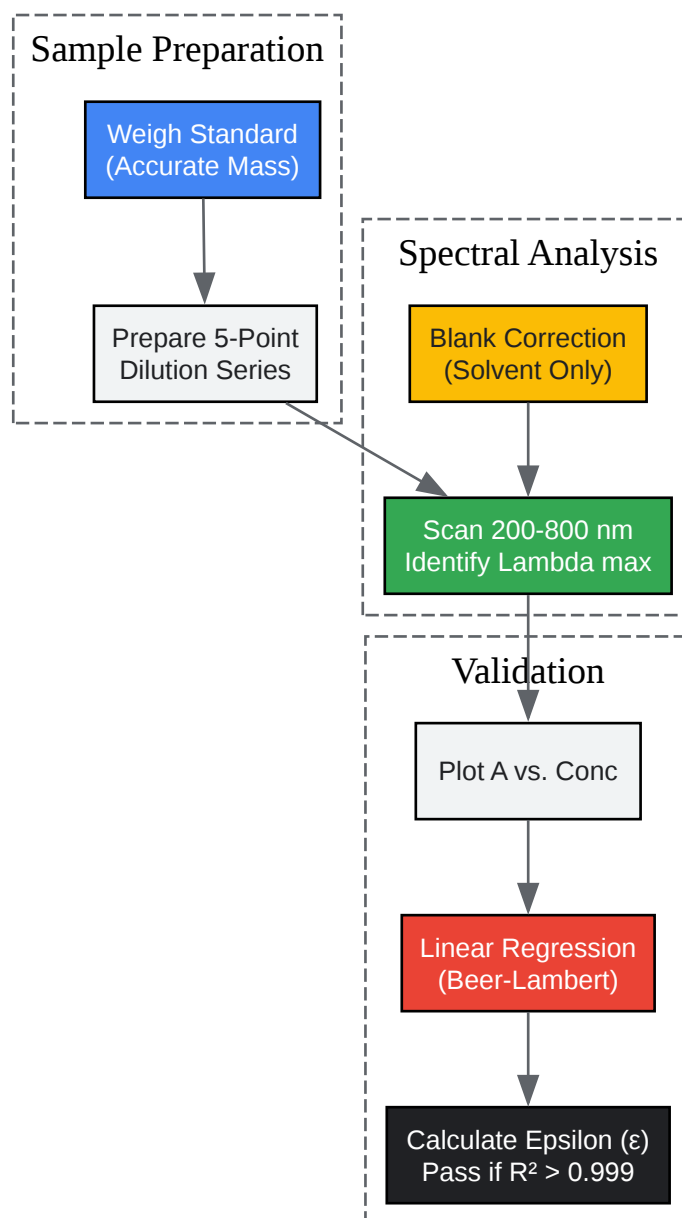 Sample Preparation
Weigh Standard
(Accurate Mass)
Prepare 5-Point
Dilution Series
Spectral Analysis
Blank Correction
(Solvent Only)
Scan 200-800 nm
Identify Lambda max
Validation
Plot A vs. Conc
Linear Regression
(Beer-Lambert)
Calculate Epsilon (ε)
Pass if R² > 0.999